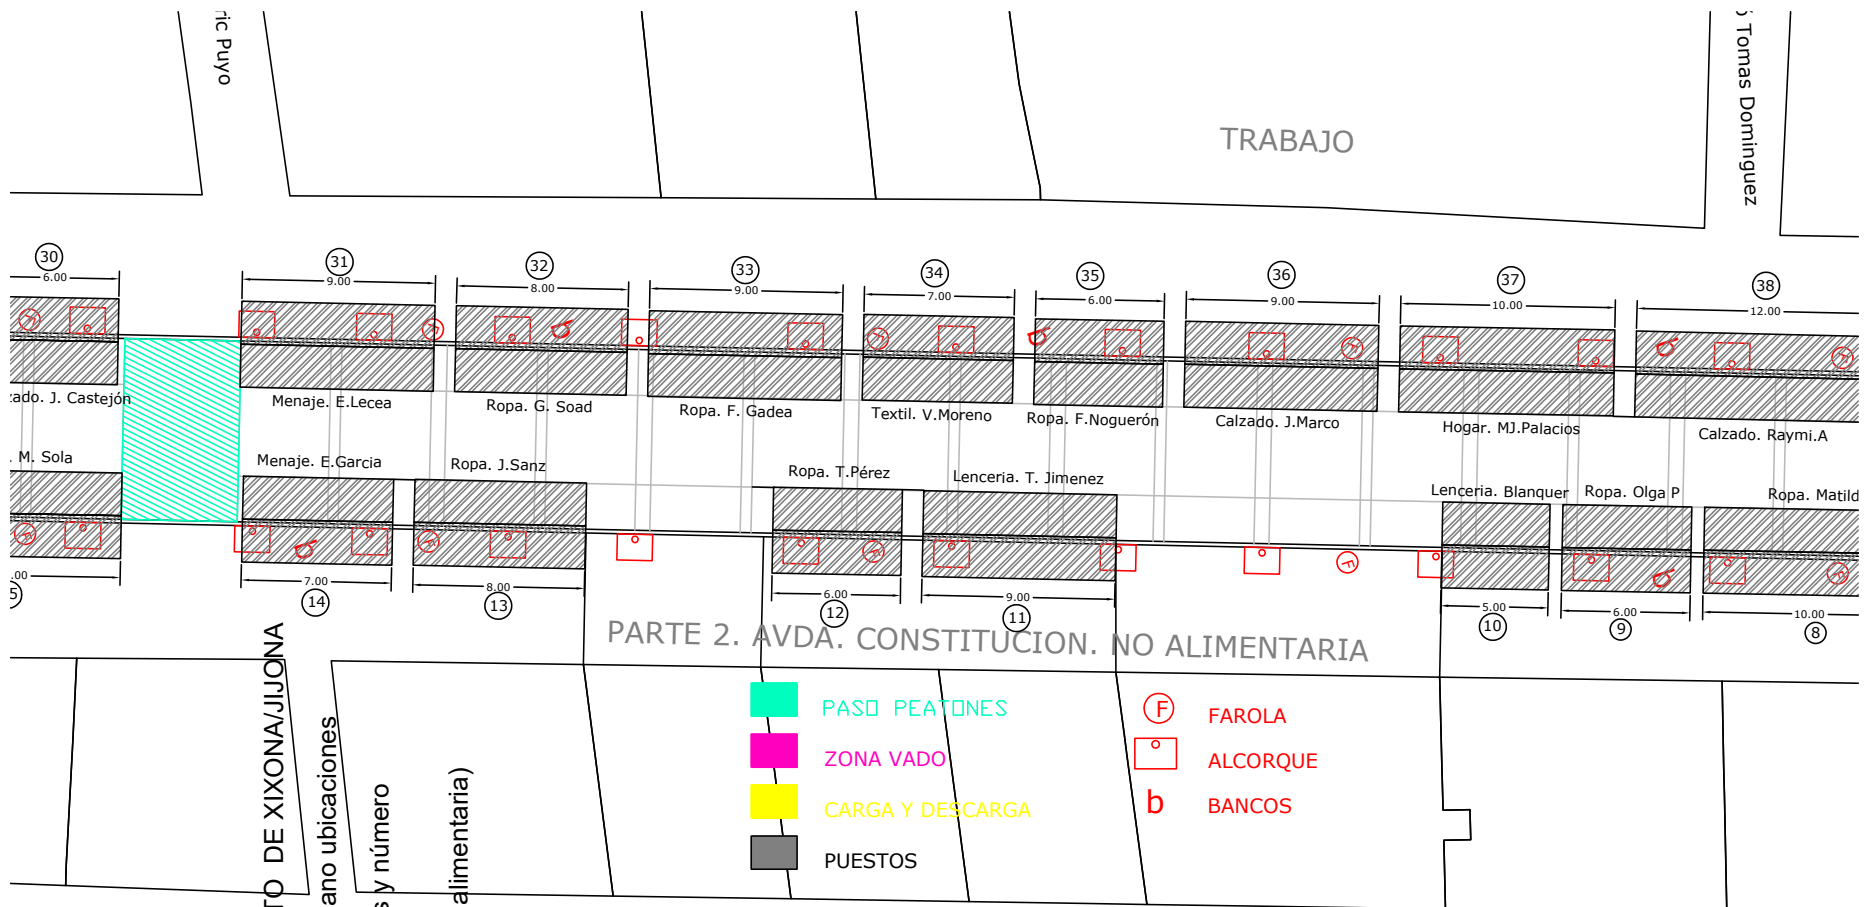 ric Puyo
Tomas Dominguez
TRABAJO
30
31
32
33
34
35
36
37
38
6.00
9.00
8.00
9.00
7.00
6.00
9.00
10.00
12.00
F
F
b
F
b
F
b
F
zado. J. Castejón
Menaje. E.Lecea
Ropa. G. Soad
Ropa. F. Gadea
Textil. V.Moreno
Ropa. F.Noguerón
Calzado. J.Marco
Hogar. MJ.Palacios
Calzado. Raymi.A
. M. Sola
Menaje. E.Garcia
Ropa. J.Sanz
Ropa. T.Pérez
Lenceria. T. Jimenez
Lenceria. Blanquer
Ropa. Olga P
Ropa. Matild
F
b
F
F
F
b
F
.00
7.00
8.00
6.00
9.00
5.00
6.00
10.00
5
14
13
12
11
10
9
8
PARTE 2. AVDA. CONSTITUCION. NO ALIMENTARIA
TO DE XIXONA/JIJONA
ano ubicaciones
s y número
alimentaria)
PASO PEATONES
ZONA VADO
CARGA Y DESCARGA
PUESTOS
F FAROLA
ALCORQUE
b BANCOS